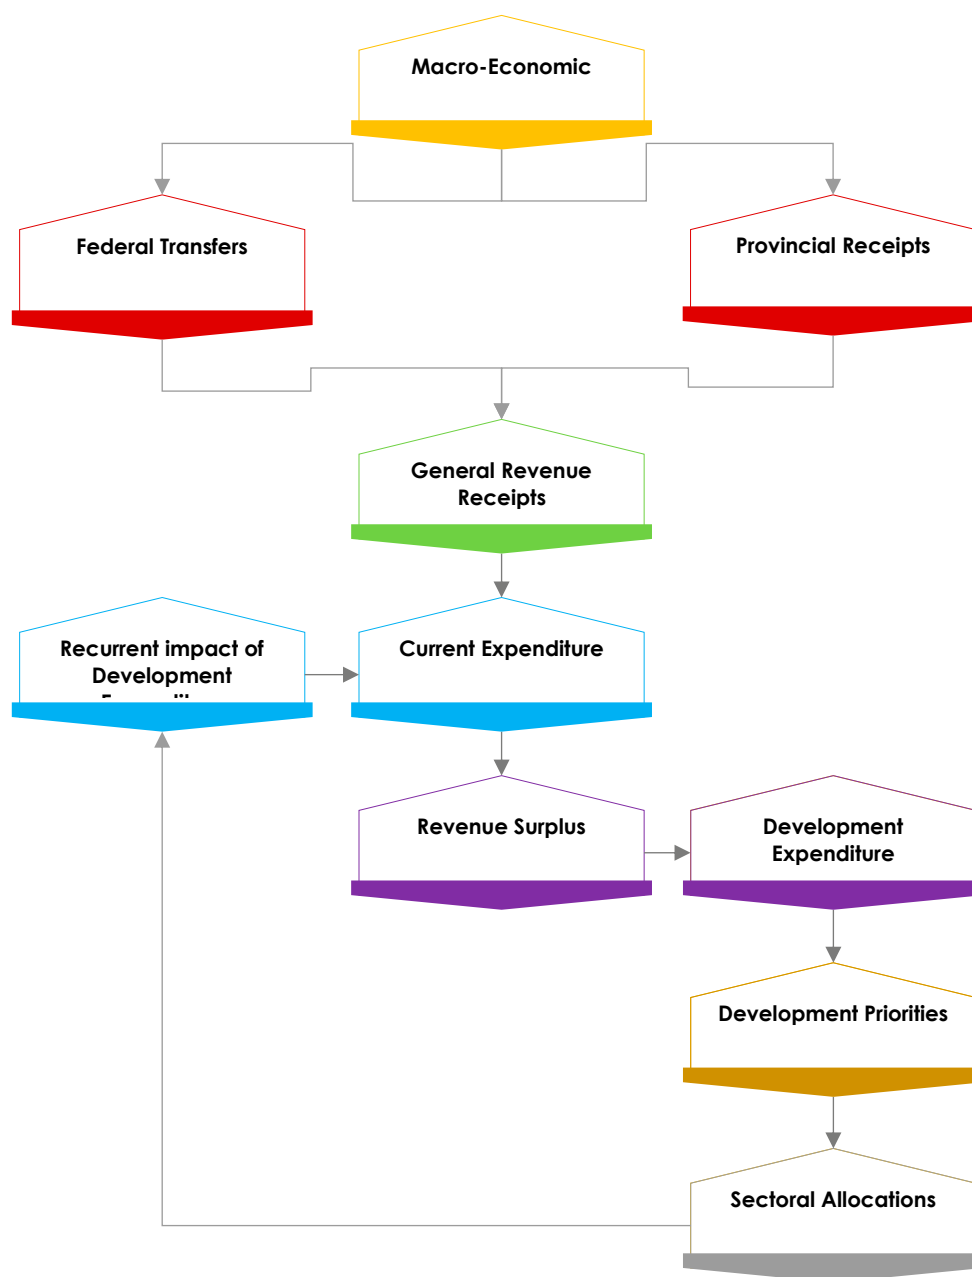 Macro-Economic
Federal Transfers
Provincial Receipts
General Revenue
Receipts
Recurrent impact of
Development
Current Expenditure
Revenue Surplus
Development
Expenditure
Development Priorities
Sectoral Allocations